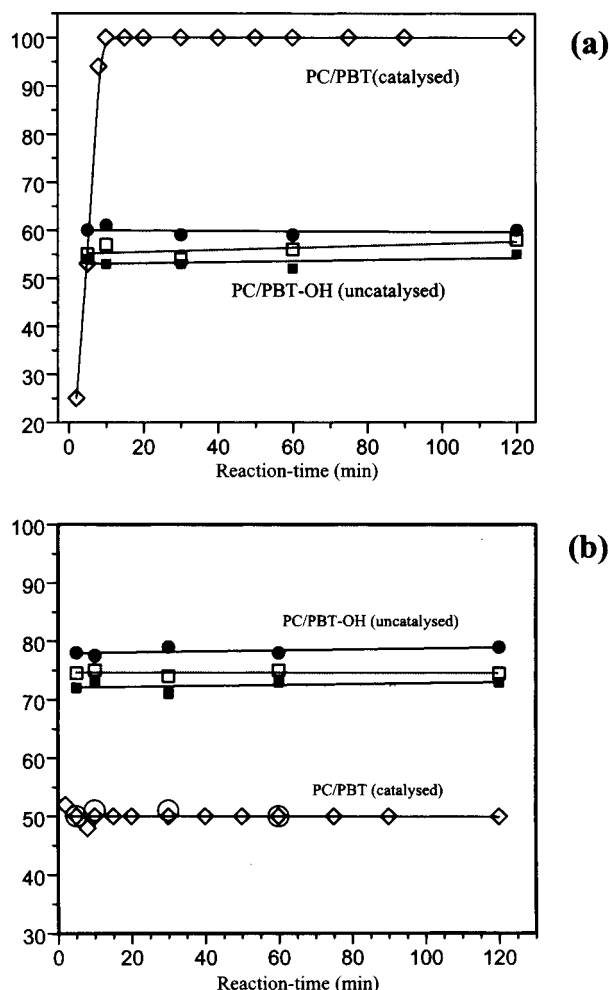 (a)
100
90
80
70
60
50
40
30
20
PC/PBT(catalysed)
PC/PBT-OH (uncatalysed)
0 20 40 60 80 100 120
Reaction-time (min)
(b)
100
90
80
70
60
50
40
30
PC/PBT-OH (uncatalysed)
PC/PBT (catalysed)
0 20 40 60 80 100 120
Reaction-time (min)